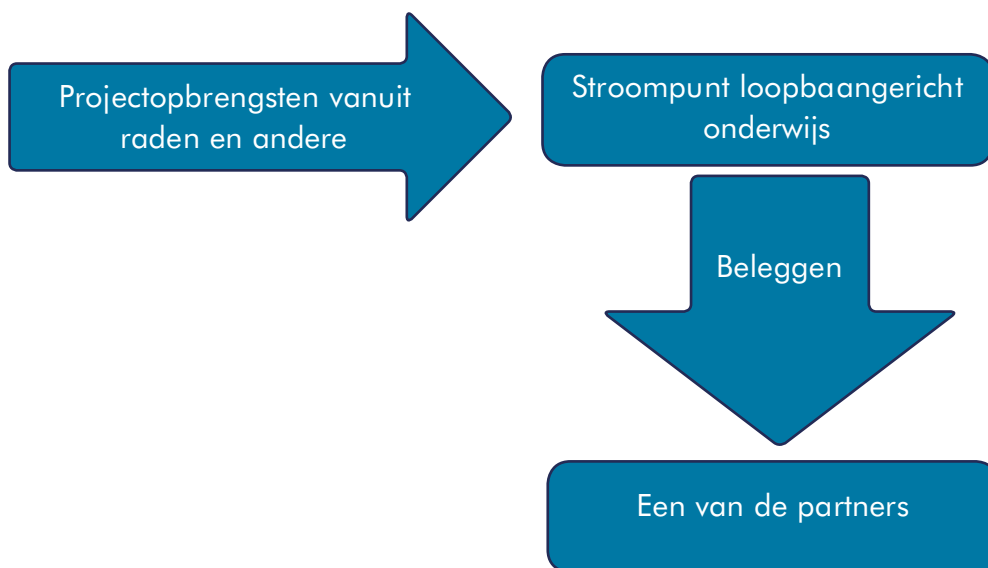 Projectopbrengsten vanuit
raden en andere
Stroompunt loopbaangericht
onderwijs
Beleggen
Een van de partners